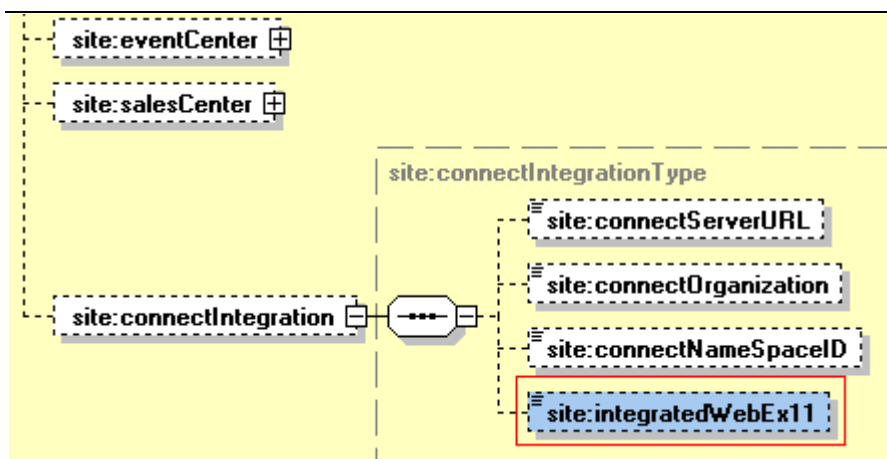 site:eventCenter
site:salesCenter
site:connectIntegrationType
site:connectServerURL
site:connectOrganization
site:connectIntegration
site:connectNameSpaceID
site:integratedWebEx11